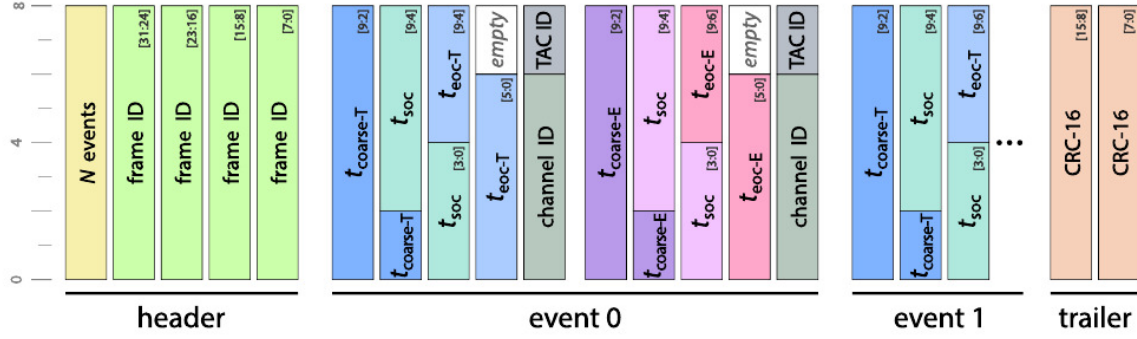 8
4
0
N events
frame ID [31:24]
frame ID [23:16]
frame ID [15:8]
frame ID [7:0]
header
tcoarse-T [9:2]
tsoc [9:4]
tcoarse-T
teoc-T [9:4]
tsoc [3:0]
empty
teoc-T [5:0]
TAC ID
channel ID
tcoarse-E [9:2]
tsoc [9:4]
tcoarse-E
teoc-E [9:6]
tsoc [3:0]
empty
teoc-E [5:0]
TAC ID
channel ID
event 0
tcoarse-T [9:2]
tsoc [9:4]
tcoarse-T
teoc-T [9:6]
tsoc [3:0]
...
event 1
CRC-16 [15:8]
CRC-16 [7:0]
trailer